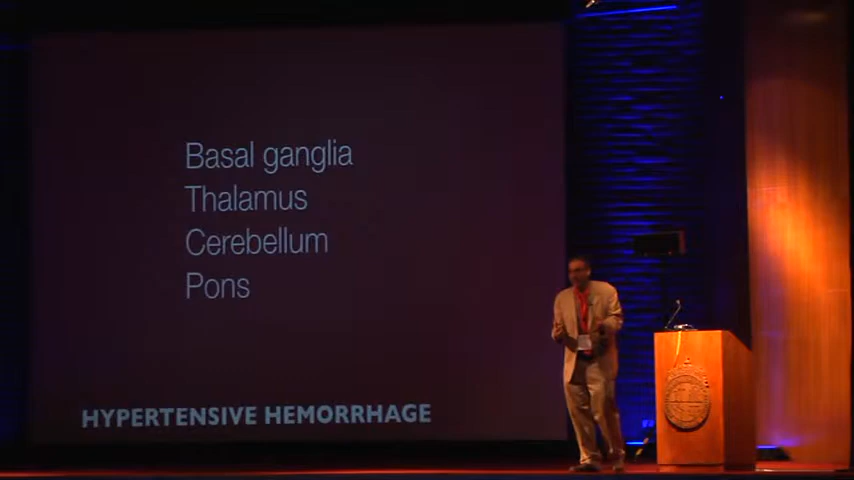 Basal ganglia
Thalamus
Cerebellum
Pons
HYPERTENSIVE HEMORRHAGE